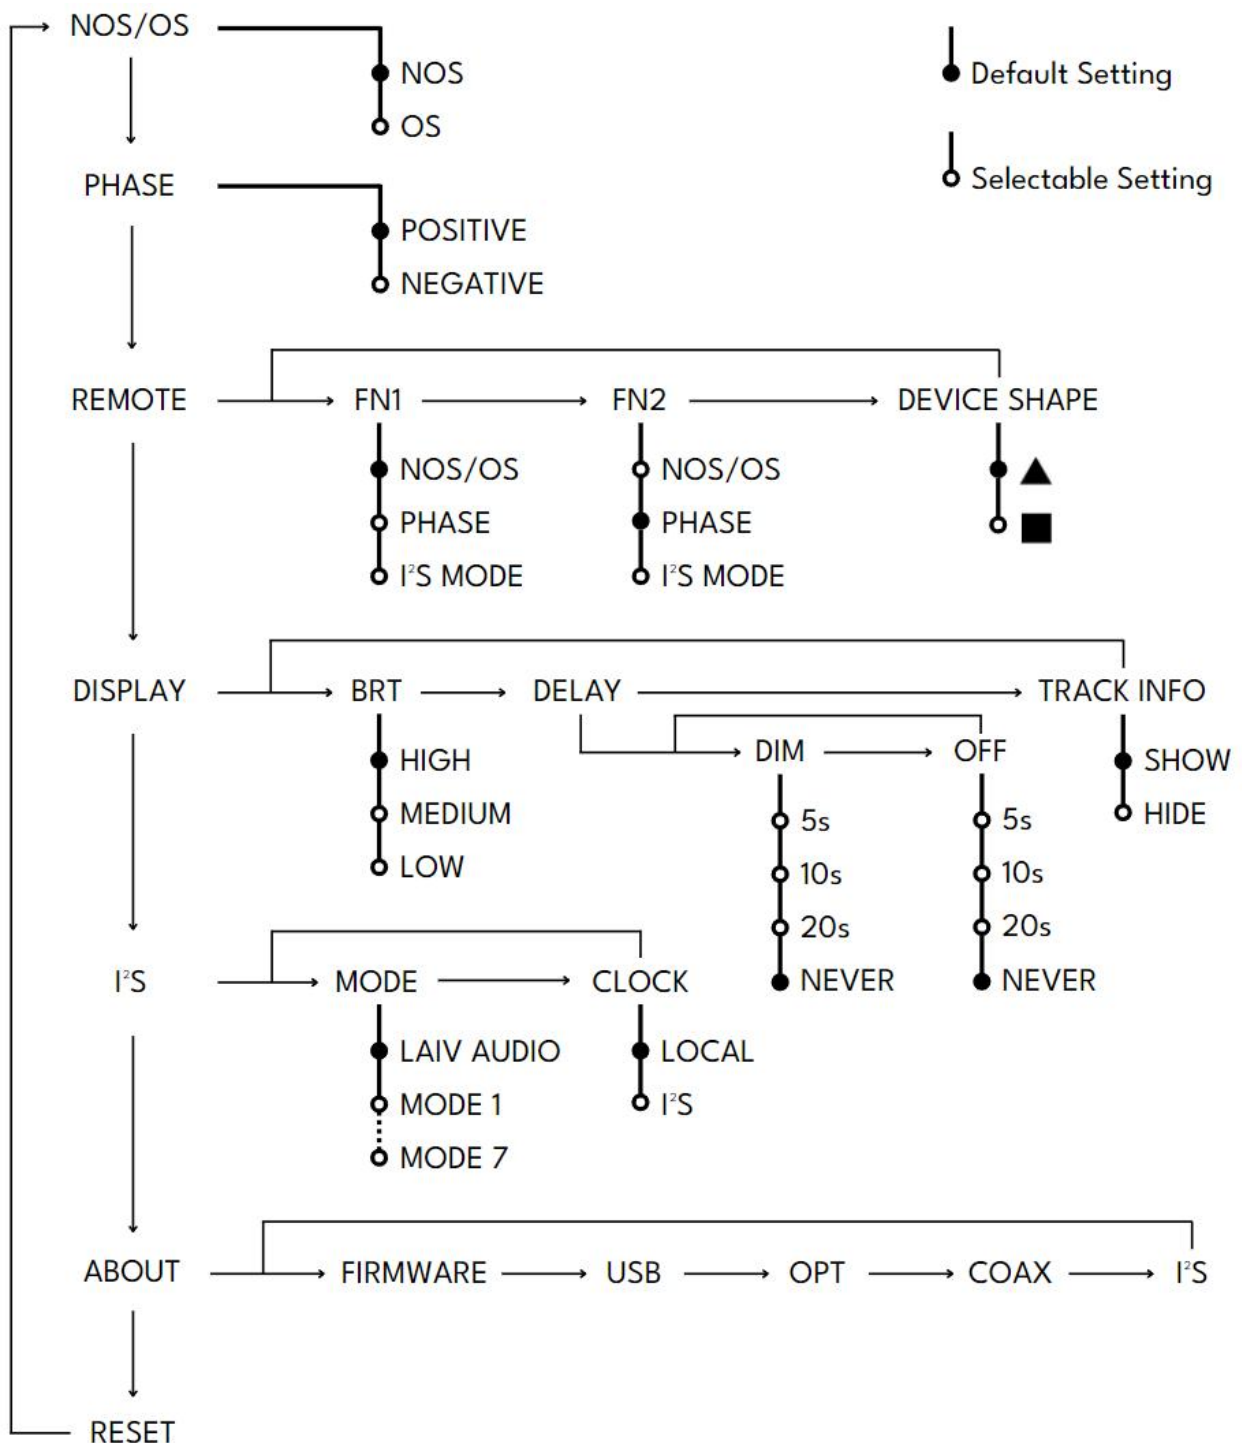 NOS/OS
NOS
Default Setting
OS
PHASE
Selectable Setting
POSITIVE
NEGATIVE
REMOTE FN1 FN2 DEVICE SHAPE
NOS/OS NOS/OS
PHASE PHASE
I²S MODE I²S MODE
DISPLAY BRT DELAY TRACK INFO
DIM OFF
HIGH SHOW
MEDIUM 5s 5s HIDE
LOW 10s 10s
20s 20s
I²S MODE CLOCK NEVER NEVER
LAIV AUDIO LOCAL
MODE 1 I²S
MODE 7
ABOUT FIRMWARE USB OPT COAX I²S
RESET